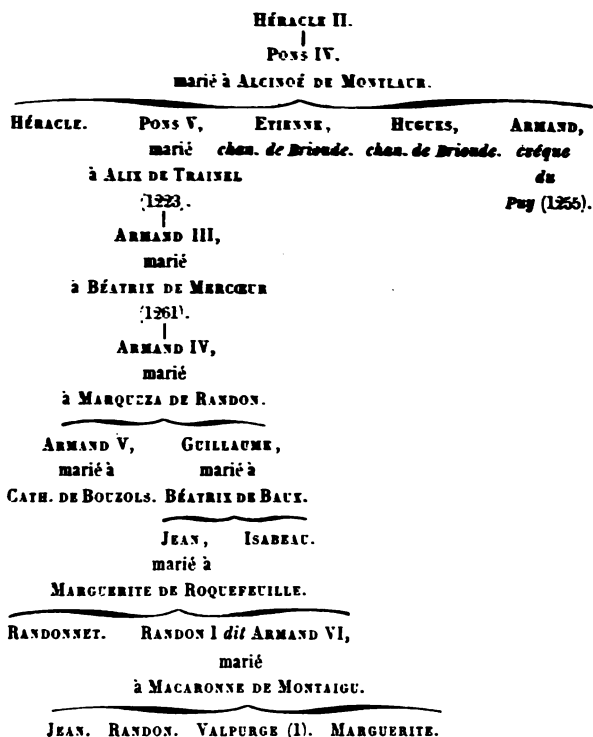 HÉRACLE II.
PONS IV.
marié à ALCINOÉ DE MONTLAUR.
HÉRACLE. PONS V, ETIENNE, HUGUES, ARMAND,
marié chan. de Brioude. chan. de Brioude. évêque
à ALIX DE TRAINEL du
(1223). Puy (1255).
ARMAND III,
marié
à BÉATRIX DE MERCŒUR
(1261).
ARMAND IV,
marié
à MARQUEZA DE RANDON.
ARMAND V, GUILLAUME,
marié à marié à
CATH. DE BOUZOLS. BÉATRIX DE BAUX.
JEAN, ISABEAU.
marié à
MARGUERITE DE ROQUEFEUILLE.
RANDONNET. RANDON I dit ARMAND VI,
marié
à MACARONNE DE MONTAIGU.
JEAN. RANDON. VALPURGE (1). MARGUERITE.